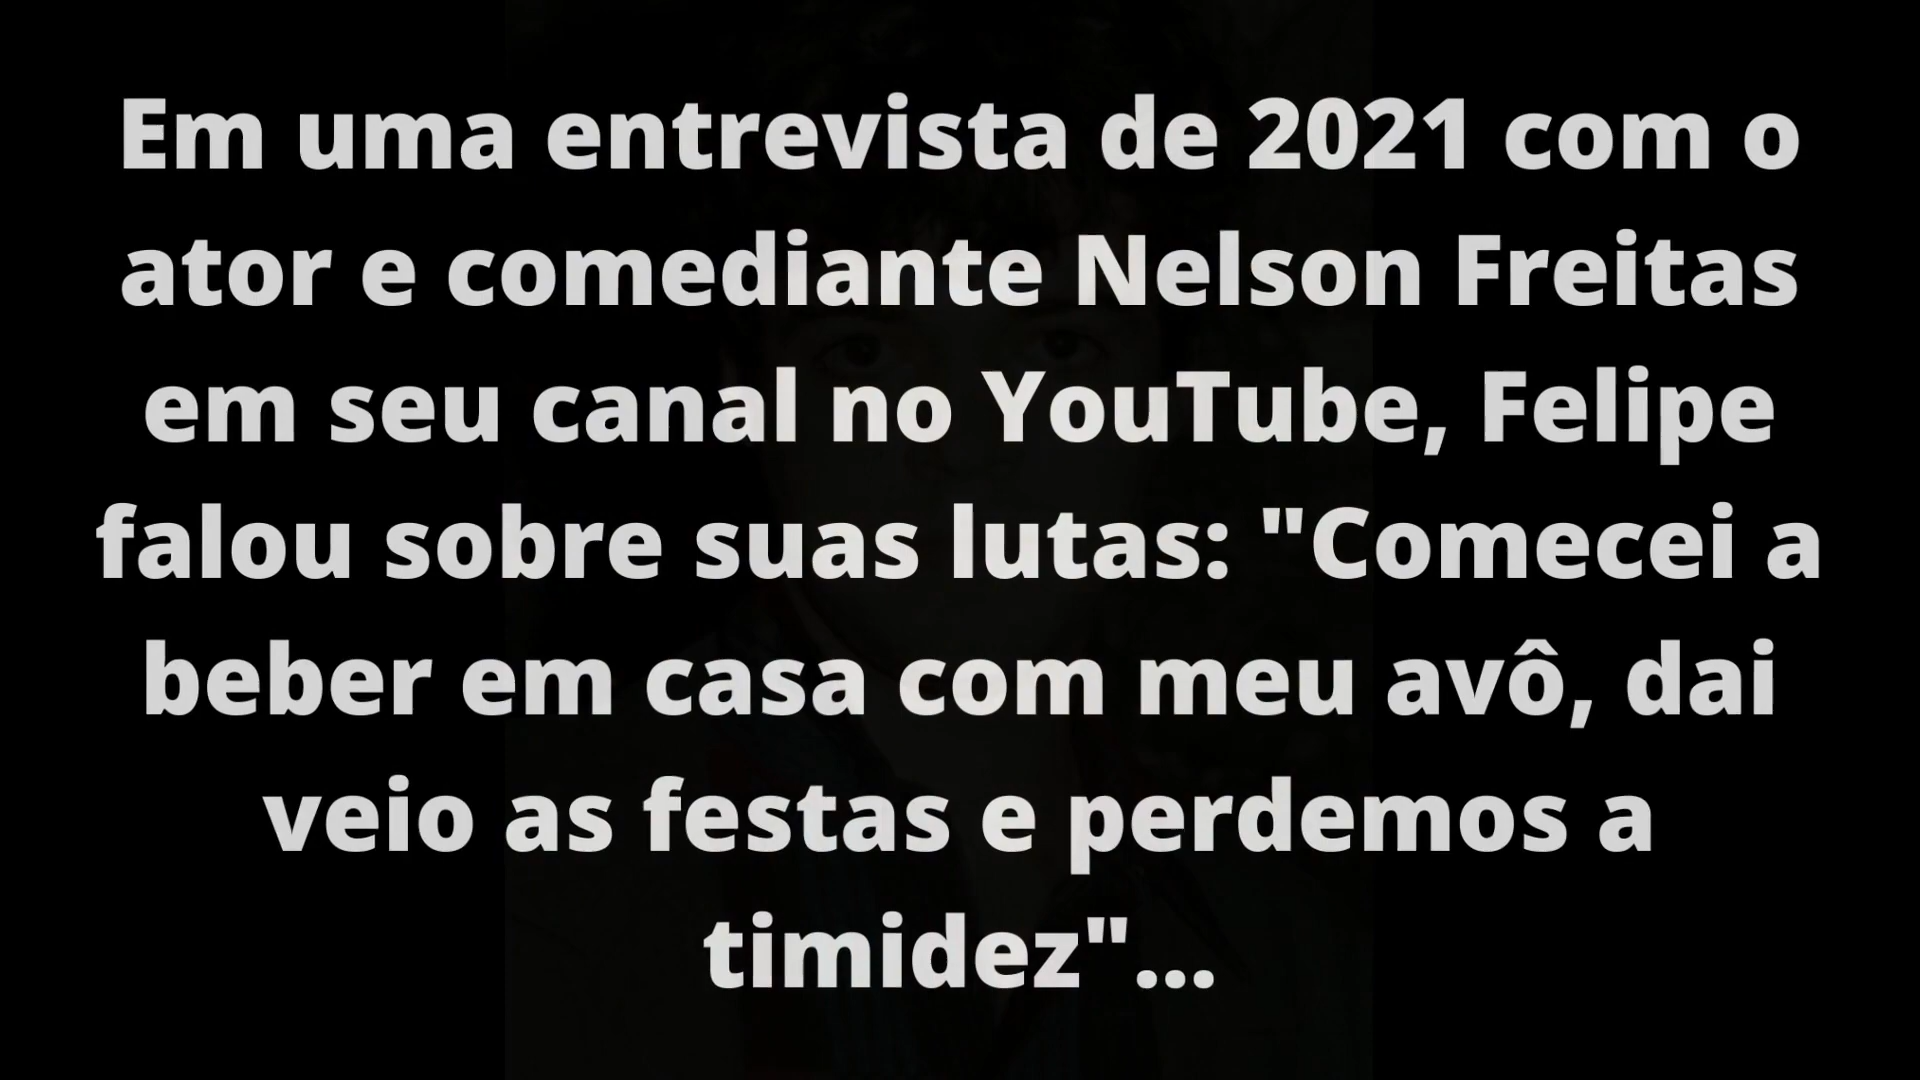 Em uma entrevista de 2021 com o
ator e comediante Nelson Freitas
em seu canal no YouTube, Felipe
falou sobre suas lutas: "Comecei a
beber em casa com meu avô, dai
veio as festas e perdemos a
timidez"...